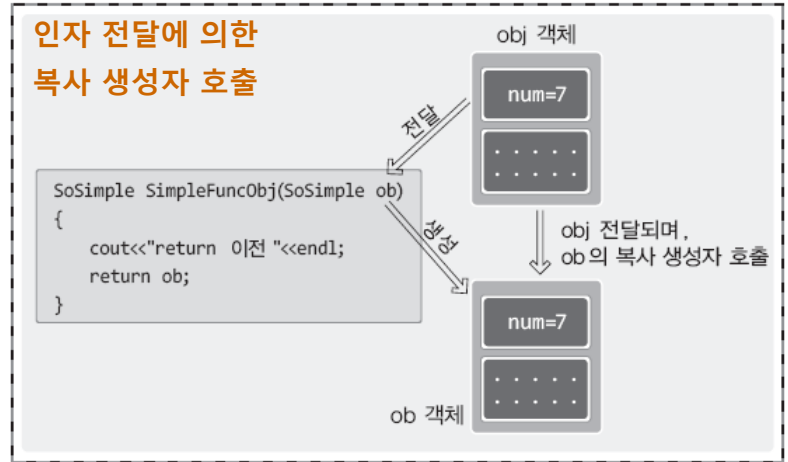 인자 전달에 의한
복사 생성자 호출
obj 객체
num=7
전달
SoSimple SimpleFuncObj(SoSimple ob)
{
cout<<"return 이전 "<<endl;
return ob;
}
생성
obj 전달되며,
ob의 복사 생성자 호출
num=7
ob 객체